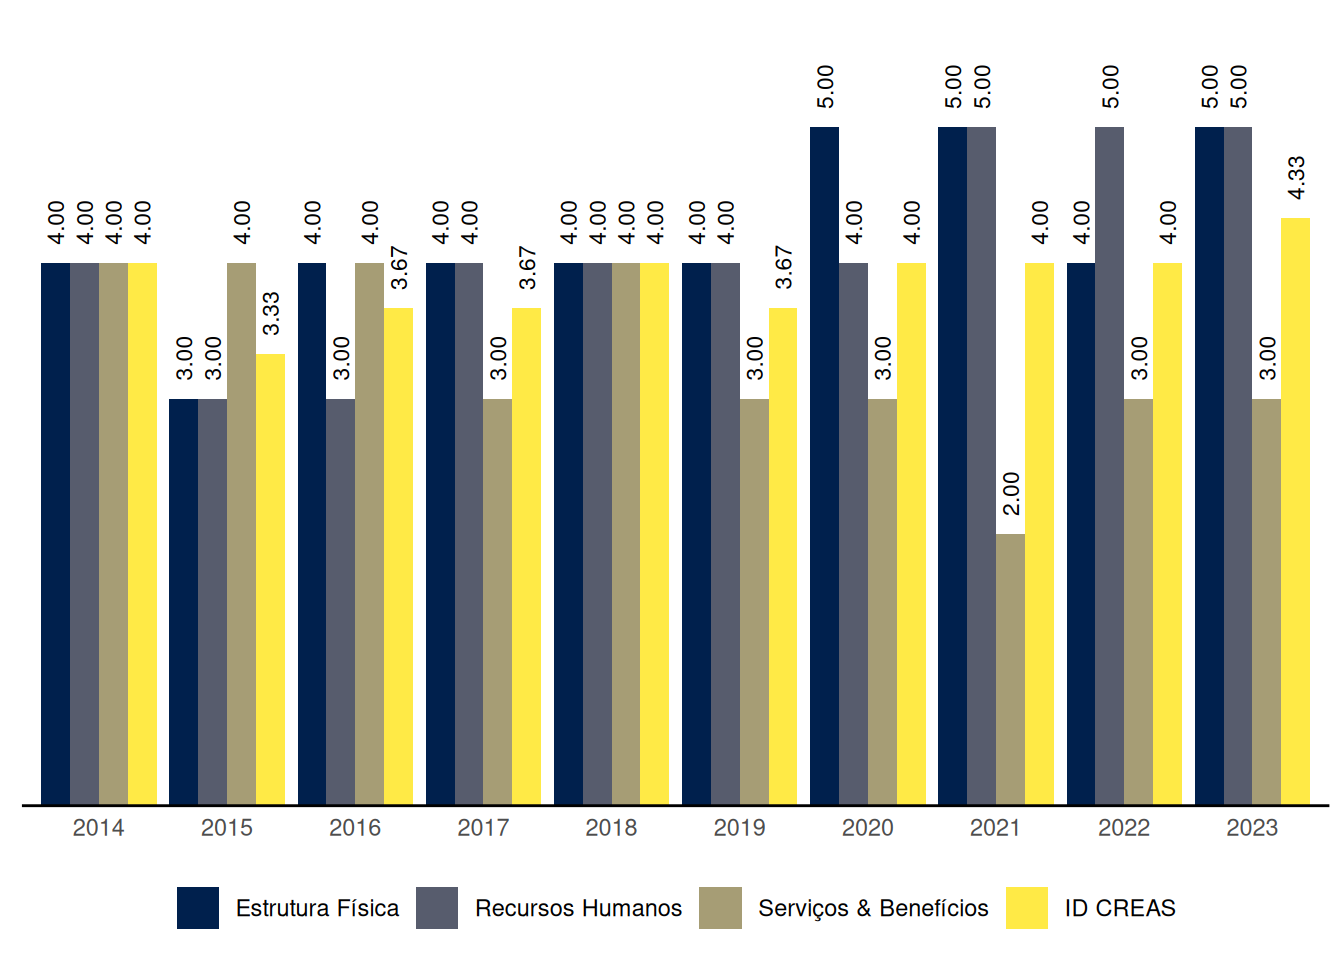 4.00 4.00 4.00 4.00 3.00 3.00 4.00 3.33 4.00 3.00 4.00 3.67 4.00 4.00 3.00 3.67 4.00 4.00 4.00 4.00 4.00 4.00 3.00 3.67 5.00 4.00 3.00 4.00 5.00 5.00 2.00 4.00 4.00 5.00 3.00 4.00 5.00 5.00 3.00 4.33
2014 2015 2016 2017 2018 2019 2020 2021 2022 2023
Estrutura Física Recursos Humanos Serviços & Benefícios ID CREAS